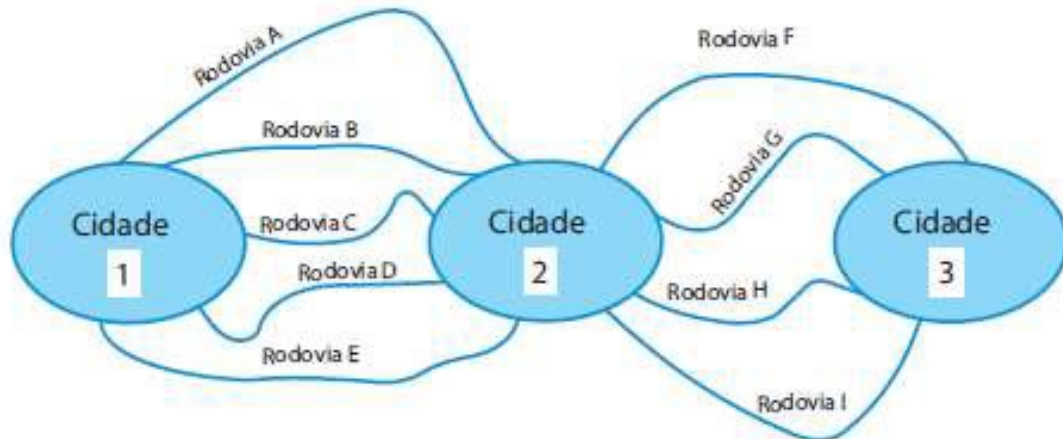 Rodovia A
Rodovia B
Rodovia C
Rodovia D
Rodovia E
Rodovia F
Rodovia G
Rodovia H
Rodovia I
Cidade
1
Cidade
2
Cidade
3